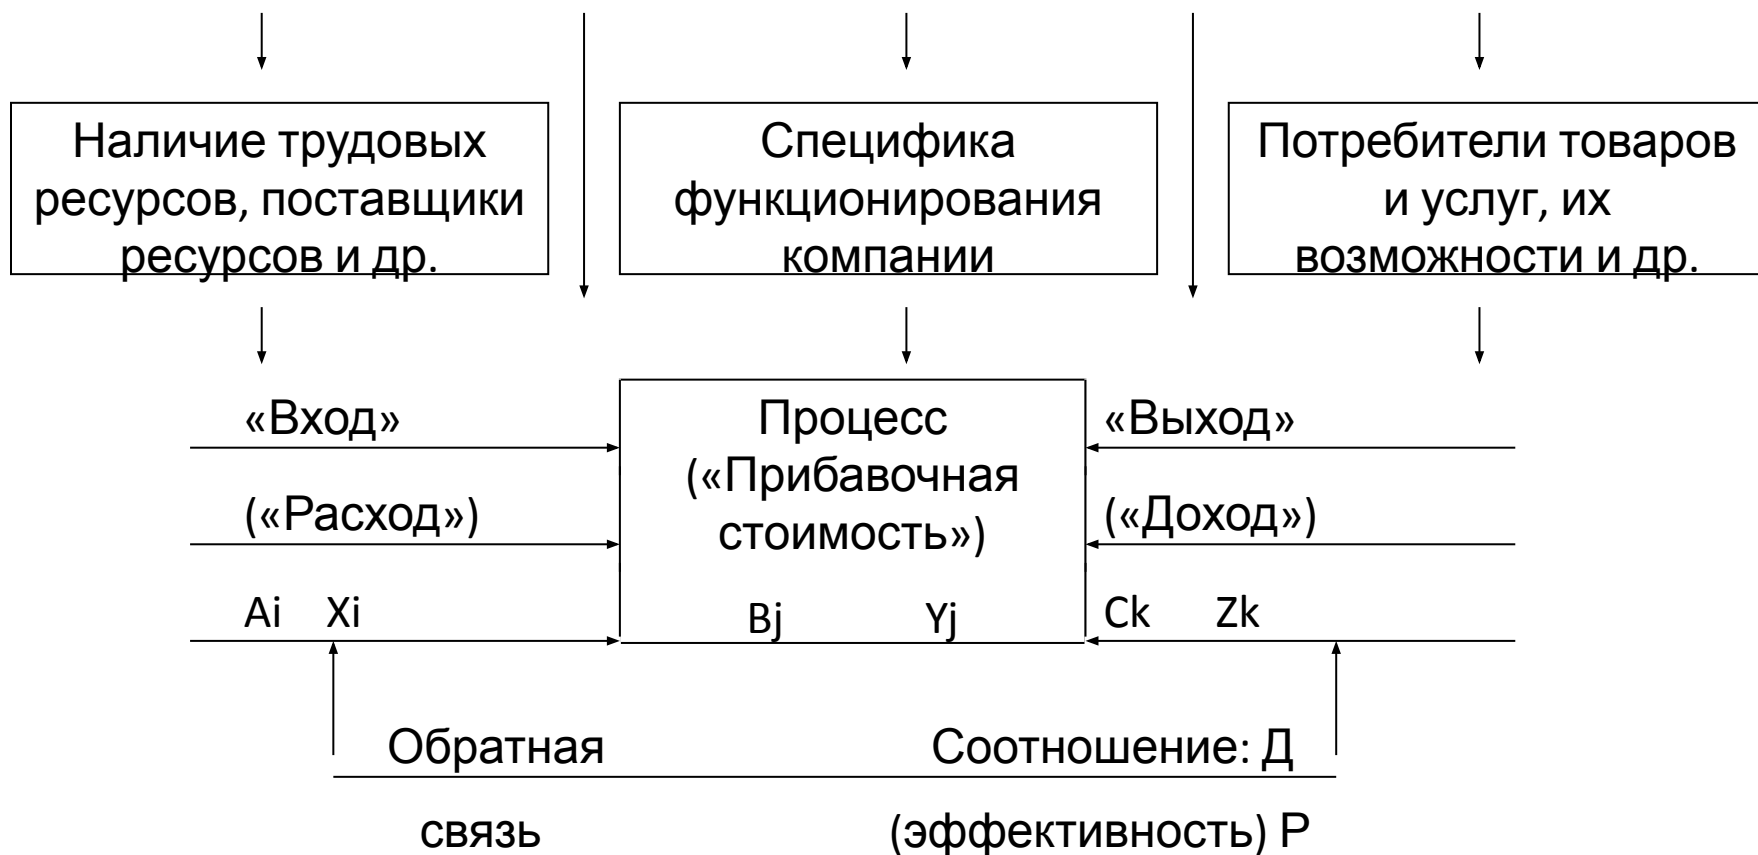 Наличие трудовых
ресурсов, поставщики
ресурсов и др.
Специфика
функционирования
компании
Потребители товаров
и услуг, их
возможности и др.
«Вход»
(«Расход»)
Ai Xi
Процесс
(«Прибавочная
стоимость»)
Bj Yj
«Выход»
(«Доход»)
Ck Zk
Обратная
связь
Соотношение: Д
(эффективность) Р